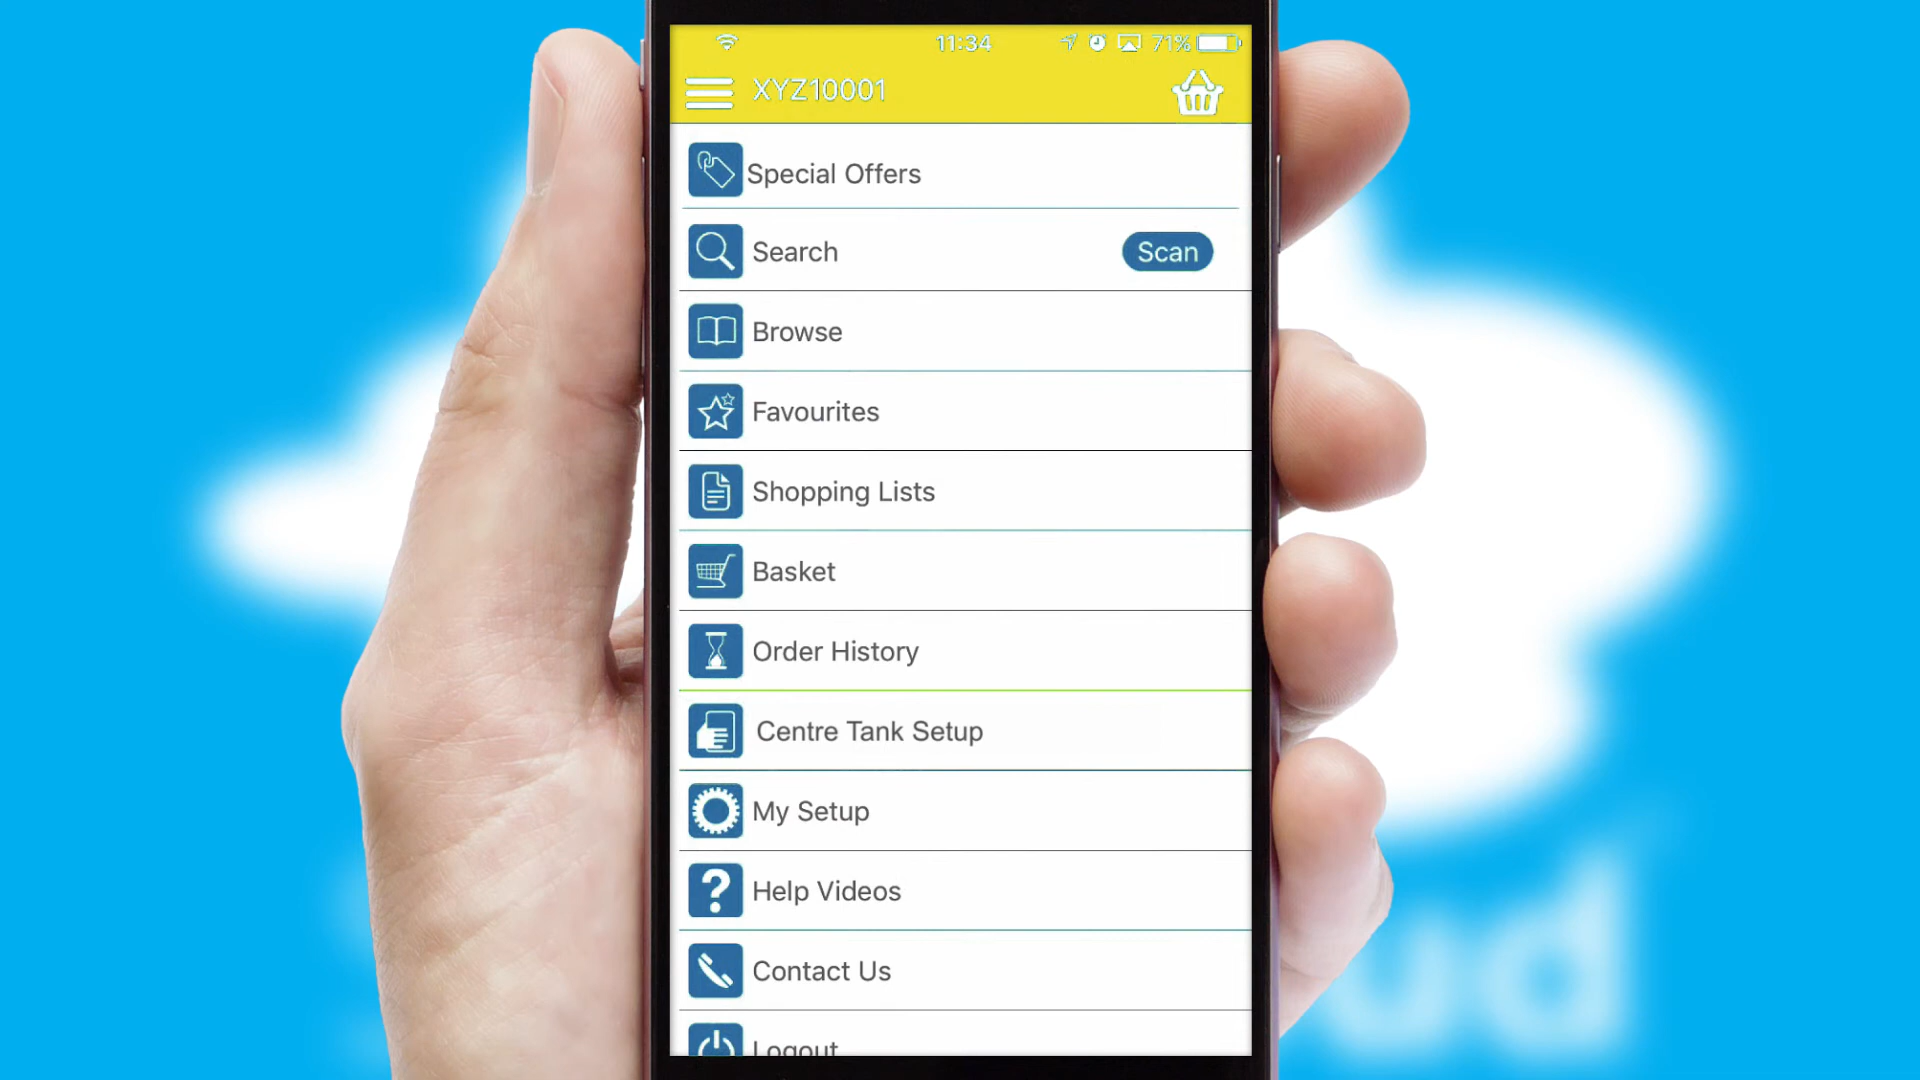 11:34
71%
XYZ10001
Special Offers
Search
Scan
Browse
Favourites
Shopping Lists
Basket
Order History
Centre Tank Setup
My Setup
Help Videos
Contact Us
Logout